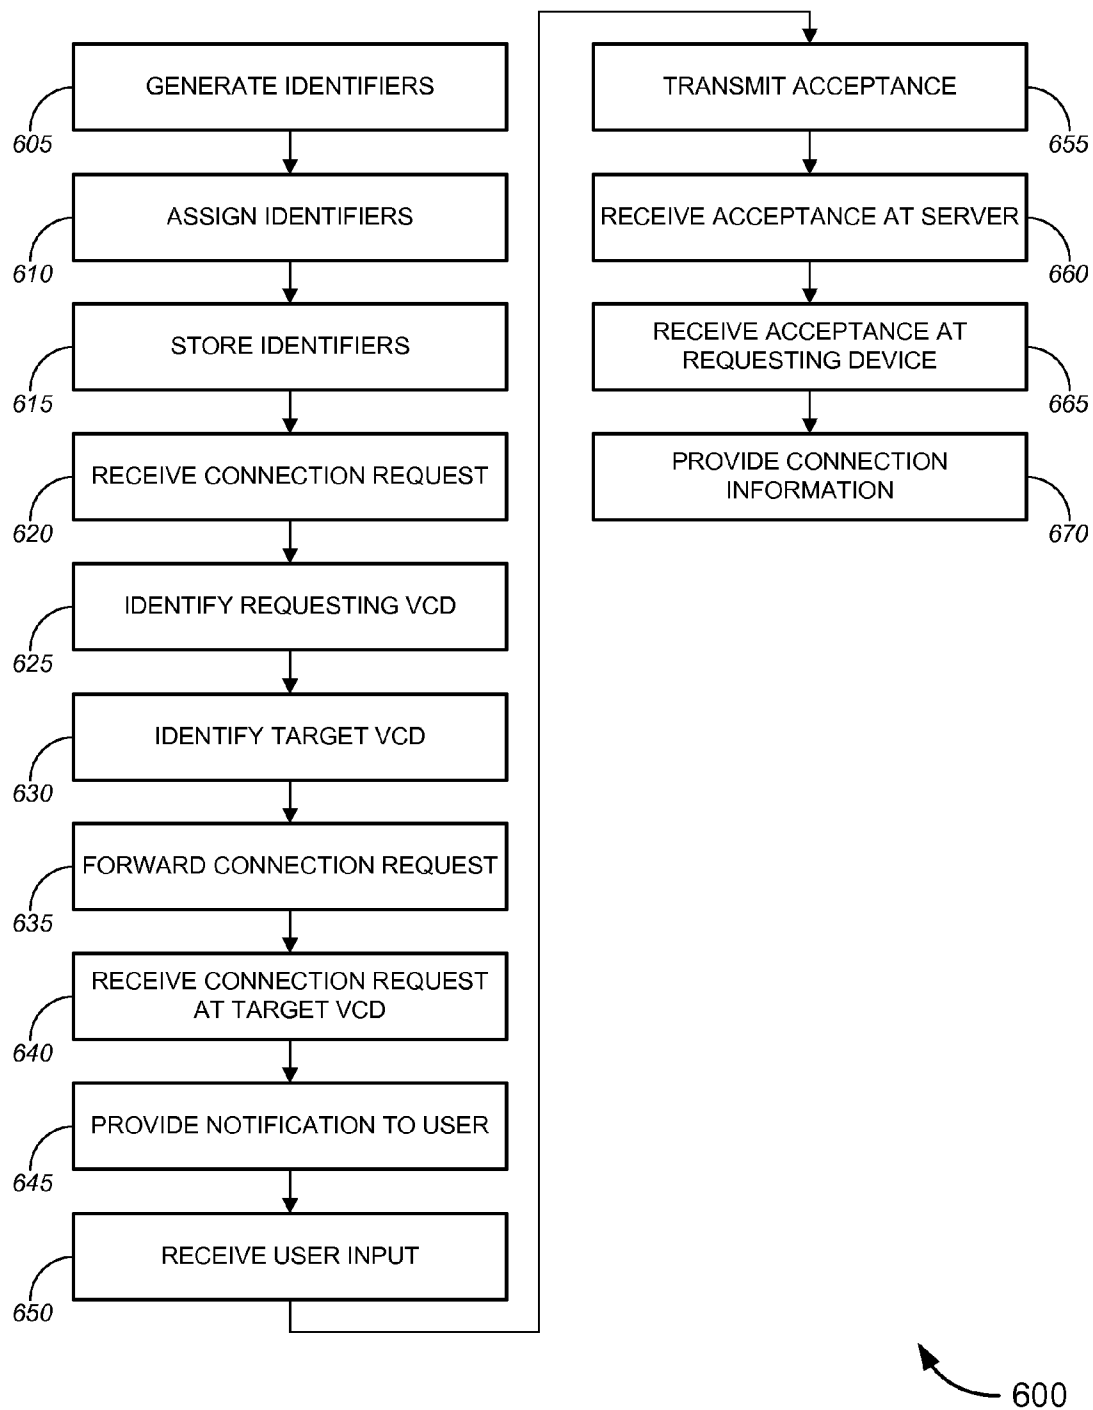 GENERATE IDENTIFIERS
605
ASSIGN IDENTIFIERS
610
STORE IDENTIFIERS
615
RECEIVE CONNECTION REQUEST
620
IDENTIFY REQUESTING VCD
625
IDENTIFY TARGET VCD
630
FORWARD CONNECTION REQUEST
635
RECEIVE CONNECTION REQUEST
AT TARGET VCD
640
PROVIDE NOTIFICATION TO USER
645
RECEIVE USER INPUT
650
TRANSMIT ACCEPTANCE
655
RECEIVE ACCEPTANCE AT SERVER
660
RECEIVE ACCEPTANCE AT
REQUESTING DEVICE
665
PROVIDE CONNECTION
INFORMATION
670
600